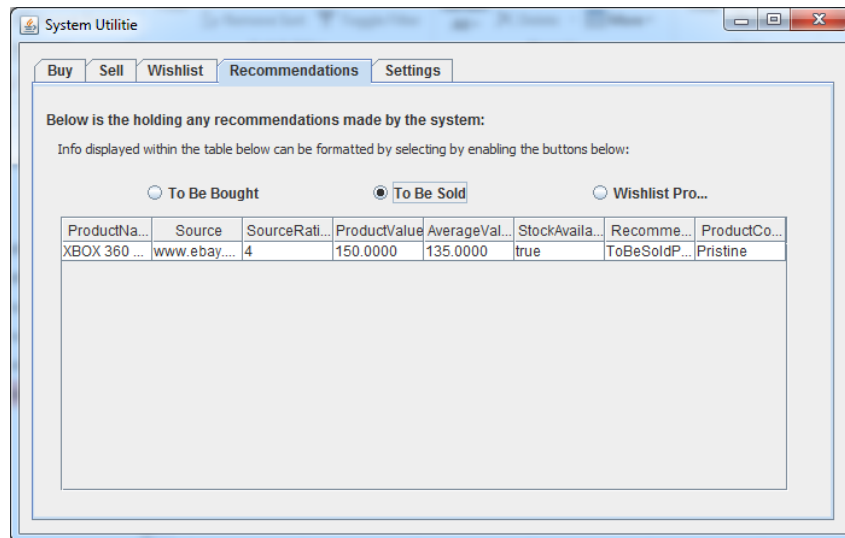 System Utilitie
Buy Sell Wishlist Recommendations Settings
Below is the holding any recommendations made by the system:
Info displayed within the table below can be formatted by selecting by enabling the buttons below:
To Be Bought To Be Sold Wishlist Pro...
ProductNa... Source SourceRati... ProductValue AverageVal... StockAvaila... Recomme... ProductCo...
XBOX 360 ... www.ebay.... 4 150.0000 135.0000 true ToBeSoldP... Pristine